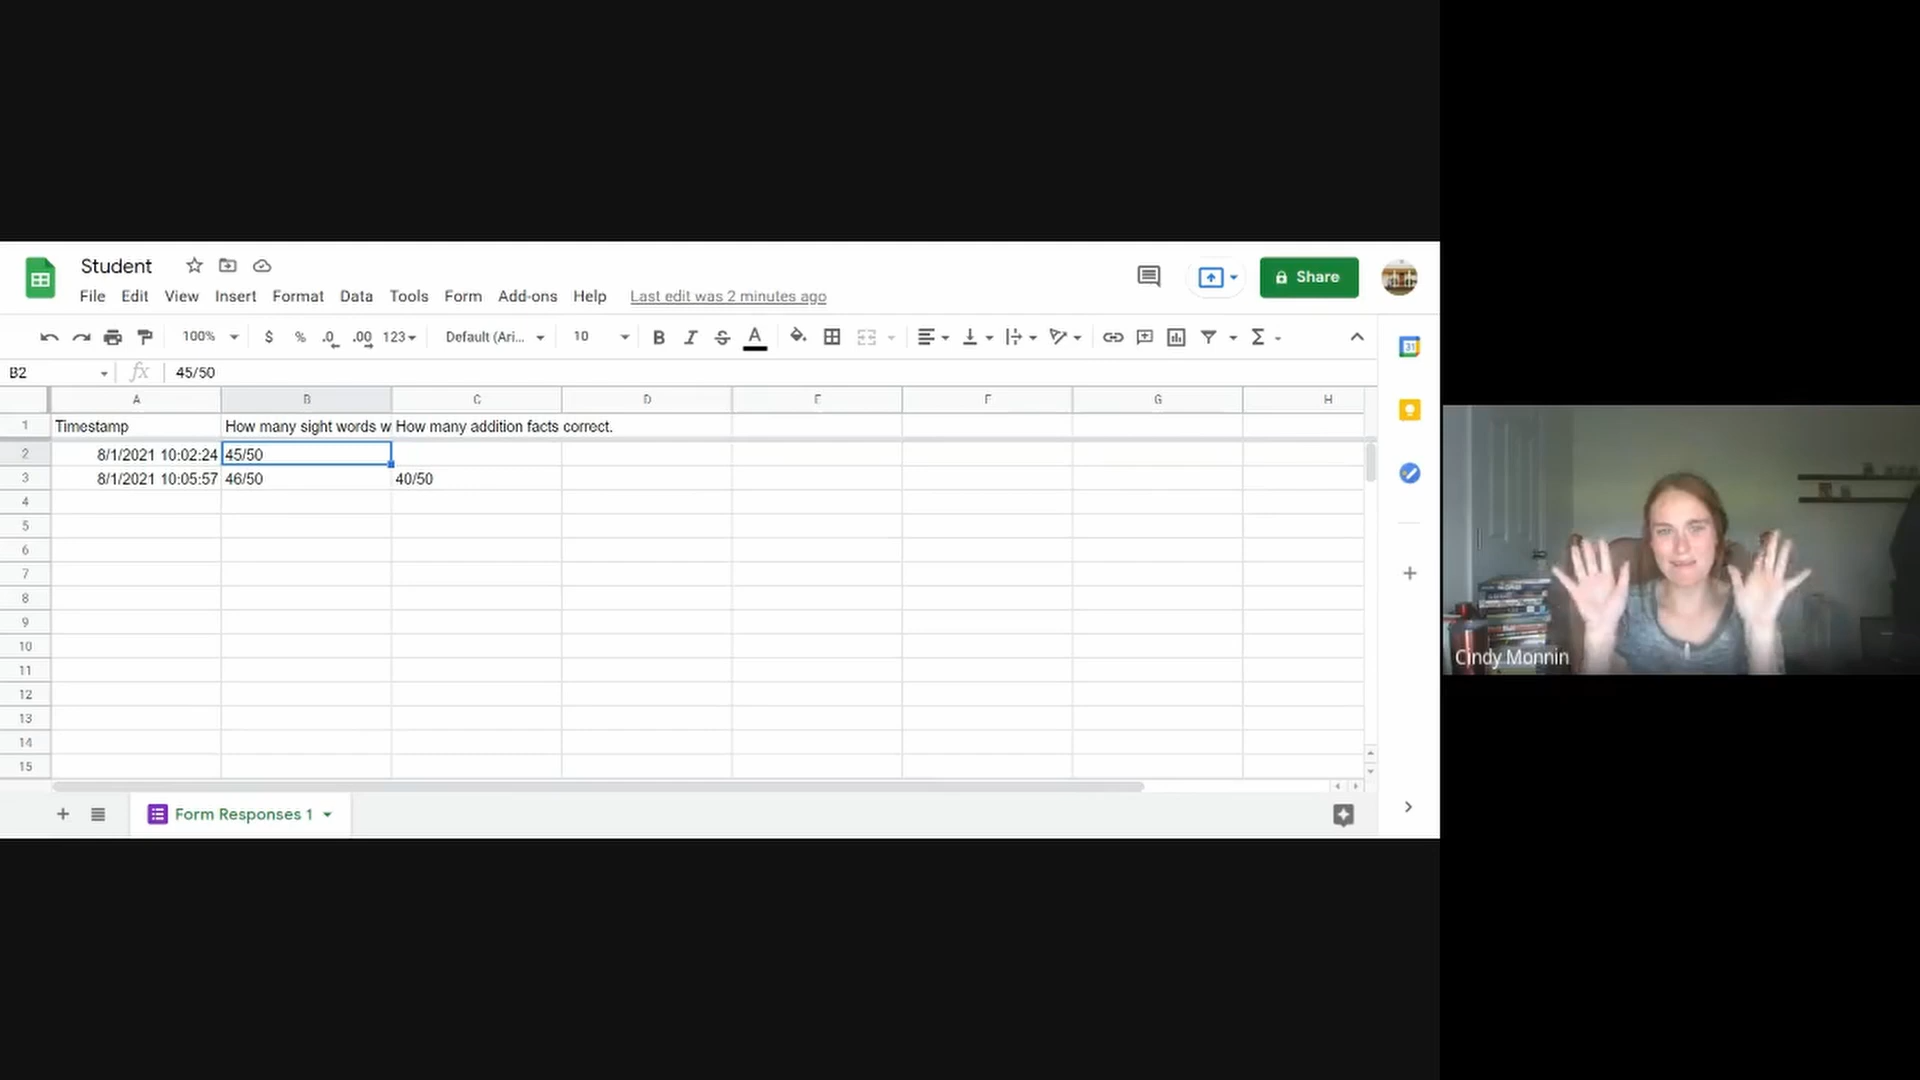 Student
File Edit View Insert Format Data Tools Form Add-ons Help Last edit was 2 minutes ago
Share
100% $ % .0 .00 123 Default (Ari... 10 B I S A Σ
31
B2 fx 45/50
A B C D E F G H
1 Timestamp How many sight words w How many addition facts correct.
2 8/1/2021 10:02:24 45/50
3 8/1/2021 10:05:57 46/50 40/50
4
5
6
7
8
9
10
11
12
13
14
15
Form Responses 1
Cindy Monnin